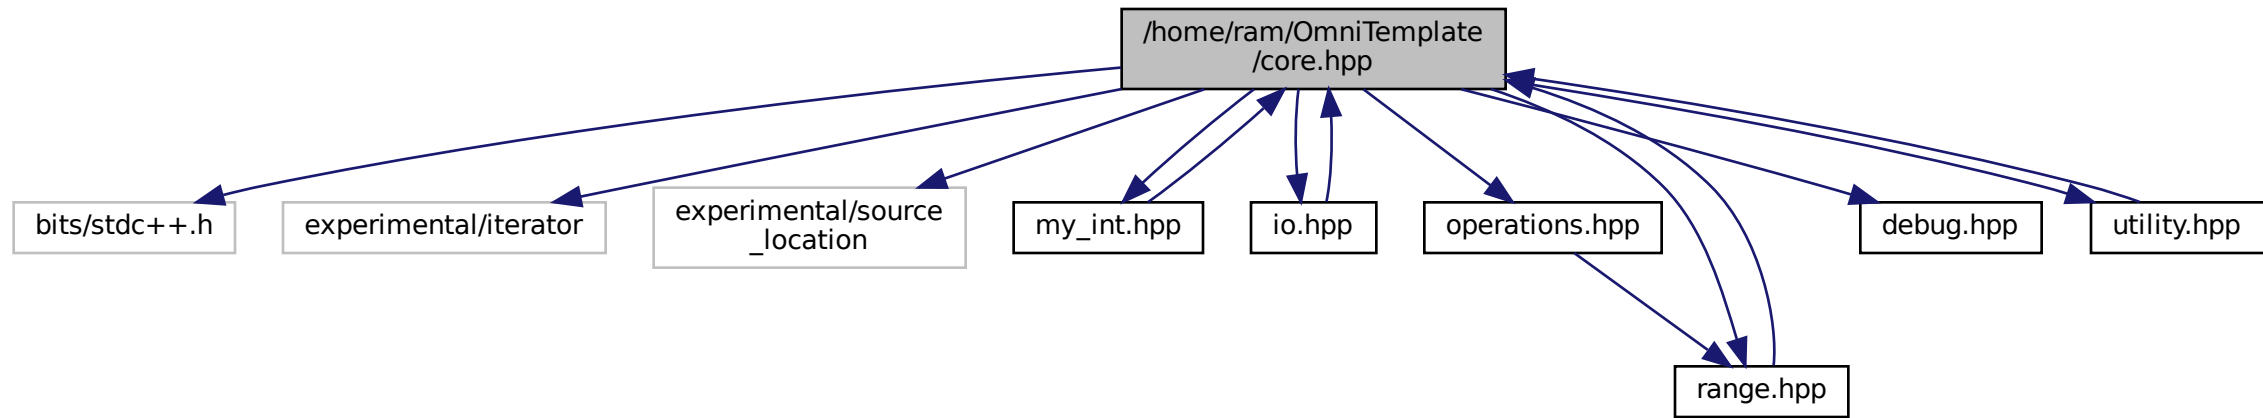 /home/ram/OmniTemplate
/core.hpp
bits/stdc++.h
experimental/iterator
experimental/source
_location
my_int.hpp
io.hpp
operations.hpp
debug.hpp
utility.hpp
range.hpp